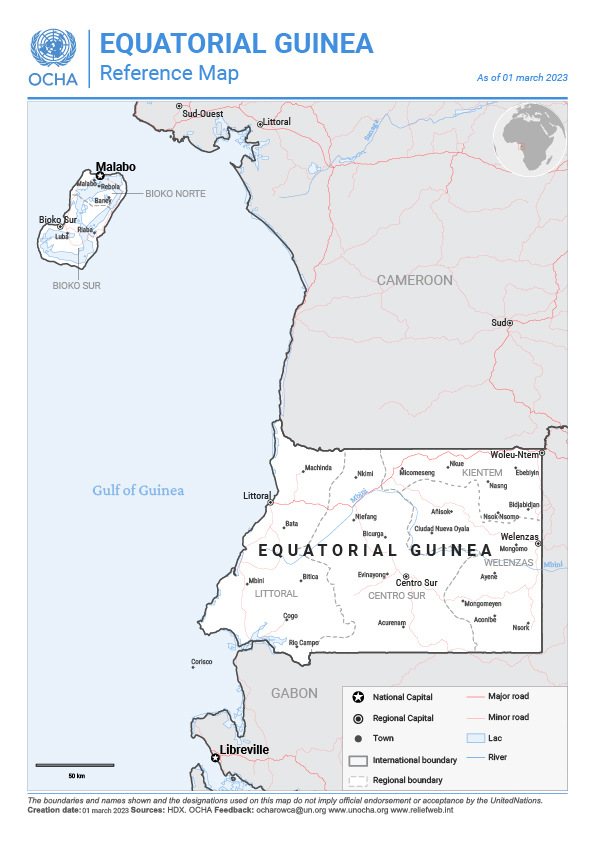 OCHA
EQUATORIAL GUINEA
Reference Map
As of 01 march 2023
Sud-Ouest
Littoral
Malabo
Malabo
Rebola
Baney
BIOKO NORTE
Bioko Sur
Luba
Riaba
BIOKO SUR
CAMEROON
Sud
Gulf of Guinea
Woleu-Ntem
Machinda
Nkimi
Micomeseng
Nkue
KIENTEM
Ebebiyin
Nasng
Littoral
Mbini
Bidjabidjan
Bata
Niefang
Añisok
Nsok-Nsomo
Bicurga
Ciudad Nueva Oyala
Welenzas
EQUATORIAL GUINEA
Mongomo
WELENZAS
Mbini
Bitica
Evinayong
Centro Sur
Ayene
LITTORAL
CENTRO SUR
Mongomeyen
Cogo
Acurenam
Aconibe
Nsork
Rio Campo
Corisco
GABON
Libreville
National Capital
Regional Capital
Town
International boundary
Regional boundary
Major road
Minor road
Lac
River
50 km
The boundaries and names shown and the designations used on this map do not imply official endorsement or acceptance by the UnitedNations.
Creation date: 01 march 2023 Sources: HDX, OCHA Feedback: ocharowca@un.org www.unocha.org www.reliefweb.int